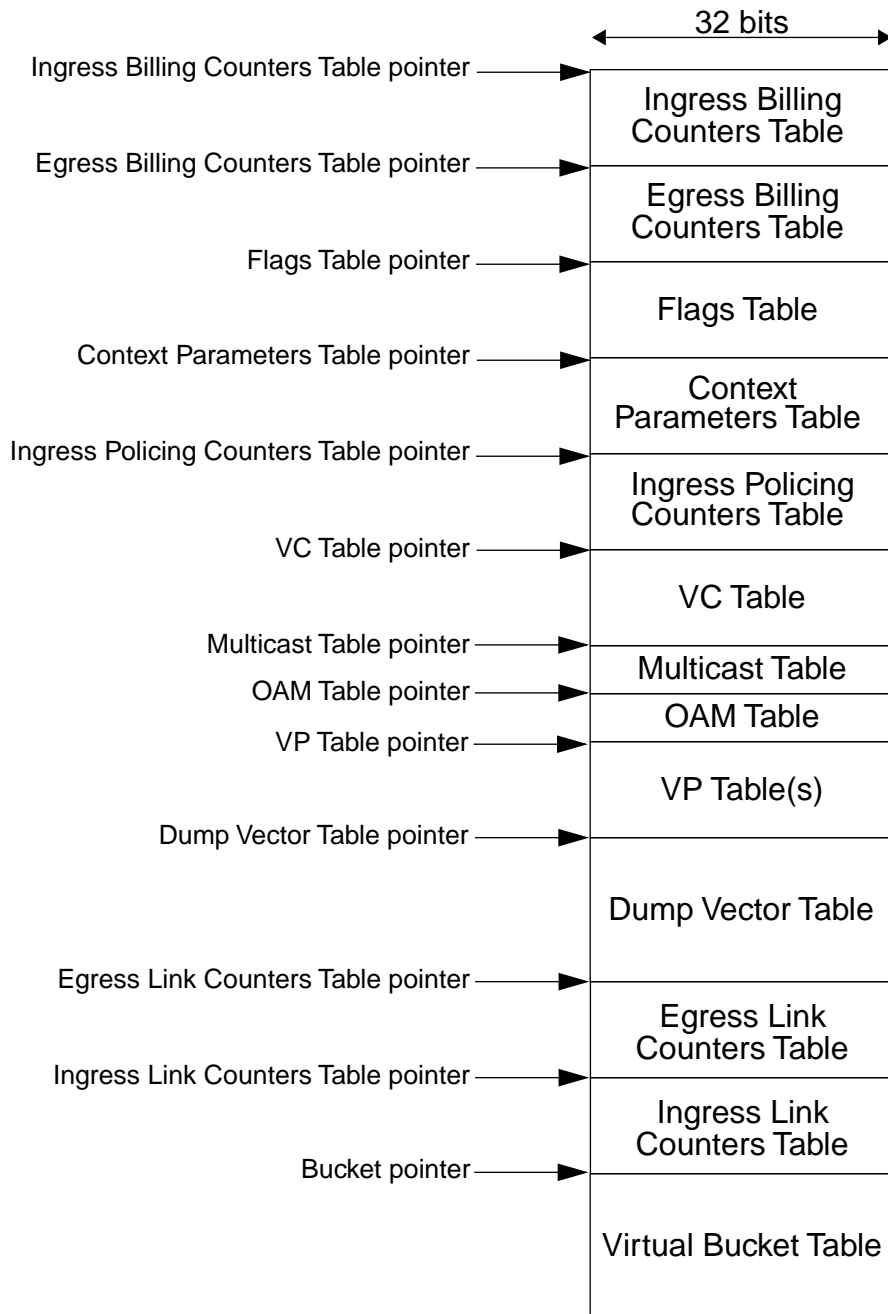 32 bits
Ingress Billing Counters Table pointer
Ingress Billing
Counters Table
Egress Billing Counters Table pointer
Egress Billing
Counters Table
Flags Table pointer
Flags Table
Context Parameters Table pointer
Context
Parameters Table
Ingress Policing Counters Table pointer
Ingress Policing
Counters Table
VC Table pointer
VC Table
Multicast Table pointer
Multicast Table
OAM Table pointer
OAM Table
VP Table pointer
VP Table(s)
Dump Vector Table pointer
Dump Vector Table
Egress Link Counters Table pointer
Egress Link
Counters Table
Ingress Link Counters Table pointer
Ingress Link
Counters Table
Bucket pointer
Virtual Bucket Table